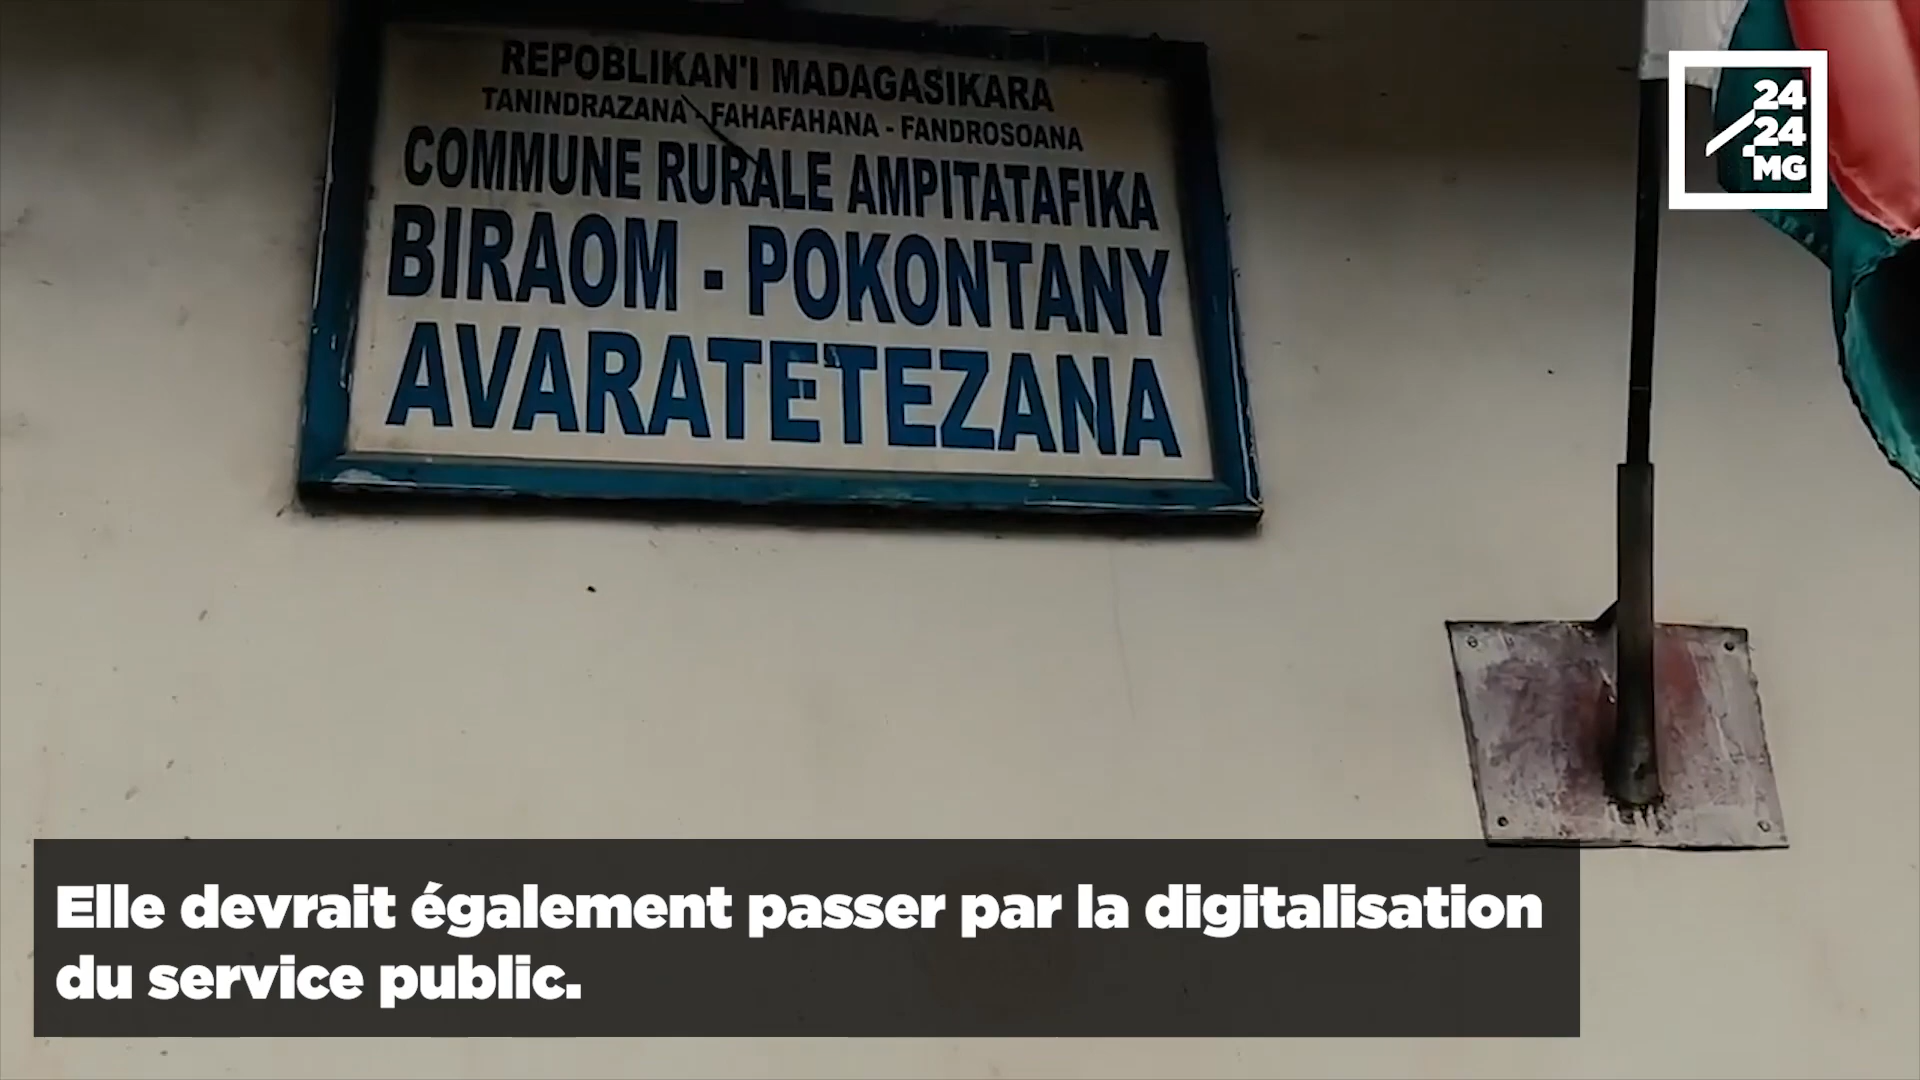 REPOBLIKAN'I MADAGASIKARA
TANINDRAZANA - FAHAFAHANA - FANDROSOANA
COMMUNE RURALE AMPITATAFIKA
BIRAOM - POKONTANY
AVARATETEZANA
24
24
MG
Elle devrait également passer par la digitalisation
du service public.